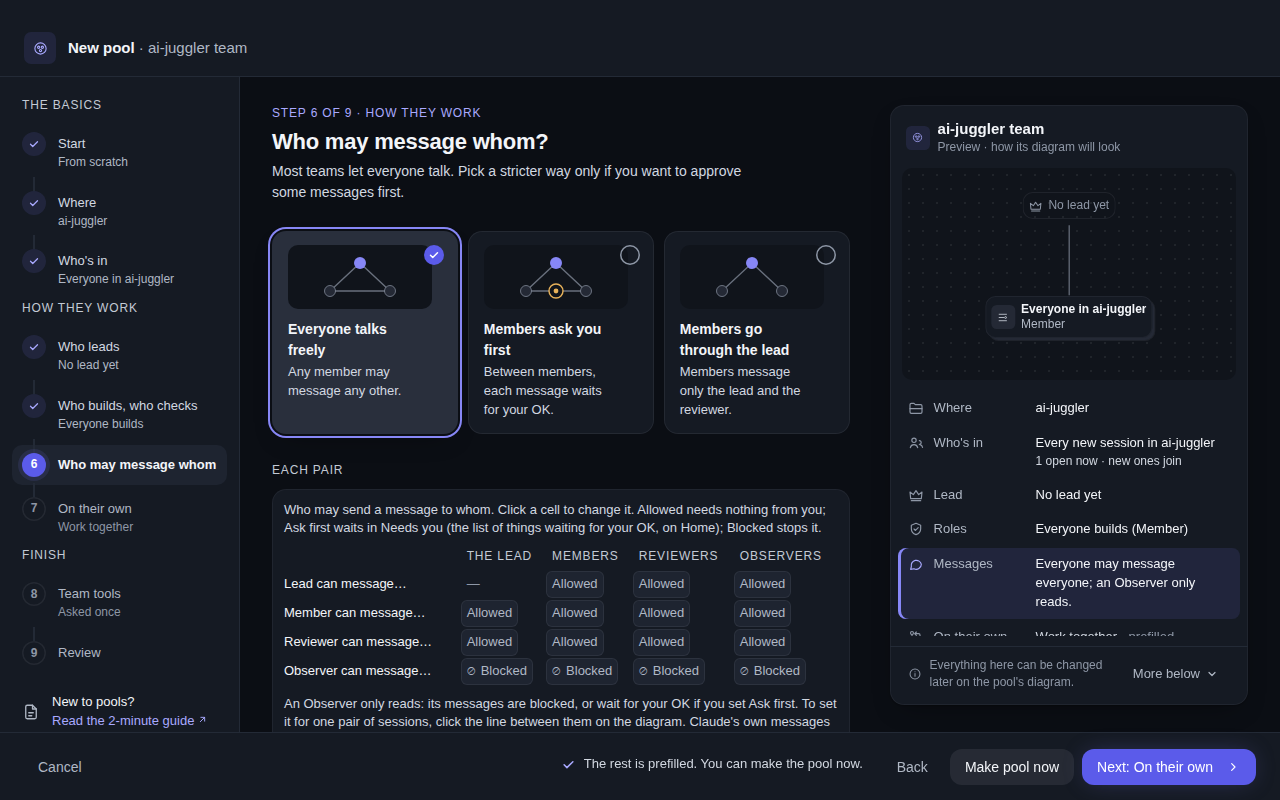 New pool · ai-juggler team
THE BASICS
Start
From scratch
Where
ai-juggler
Who's in
Everyone in ai-juggler
HOW THEY WORK
Who leads
No lead yet
Who builds, who checks
Everyone builds
6 Who may message whom
7 On their own
Work together
FINISH
8 Team tools
Asked once
9 Review
New to pools?
Read the 2-minute guide
STEP 6 OF 9 · HOW THEY WORK
Who may message whom?
Most teams let everyone talk. Pick a stricter way only if you want to approve
some messages first.
Everyone talks
freely
Any member may
message any other.
Members ask you
first
Between members,
each message waits
for your OK.
Members go
through the lead
Members message
only the lead and the
reviewer.
EACH PAIR
Who may send a message to whom. Click a cell to change it. Allowed needs nothing from you;
Ask first waits in Needs you (the list of things waiting for your OK, on Home); Blocked stops it.
THE LEAD MEMBERS REVIEWERS OBSERVERS
Lead can message… — Allowed Allowed Allowed
Member can message… Allowed Allowed Allowed Allowed
Reviewer can message… Allowed Allowed Allowed Allowed
Observer can message… ⊘ Blocked ⊘ Blocked ⊘ Blocked ⊘ Blocked
An Observer only reads: its messages are blocked, or wait for your OK if you set Ask first. To set
it for one pair of sessions, click the line between them on the diagram. Claude's own messages
ai-juggler team
Preview · how its diagram will look
No lead yet
Everyone in ai-juggler
Member
Where ai-juggler
Who's in Every new session in ai-juggler
1 open now · new ones join
Lead No lead yet
Roles Everyone builds (Member)
Messages Everyone may message
everyone; an Observer only
reads.
On their own Work together · prefilled
Everything here can be changed
later on the pool's diagram.
More below
Cancel
The rest is prefilled. You can make the pool now.
Back
Make pool now
Next: On their own